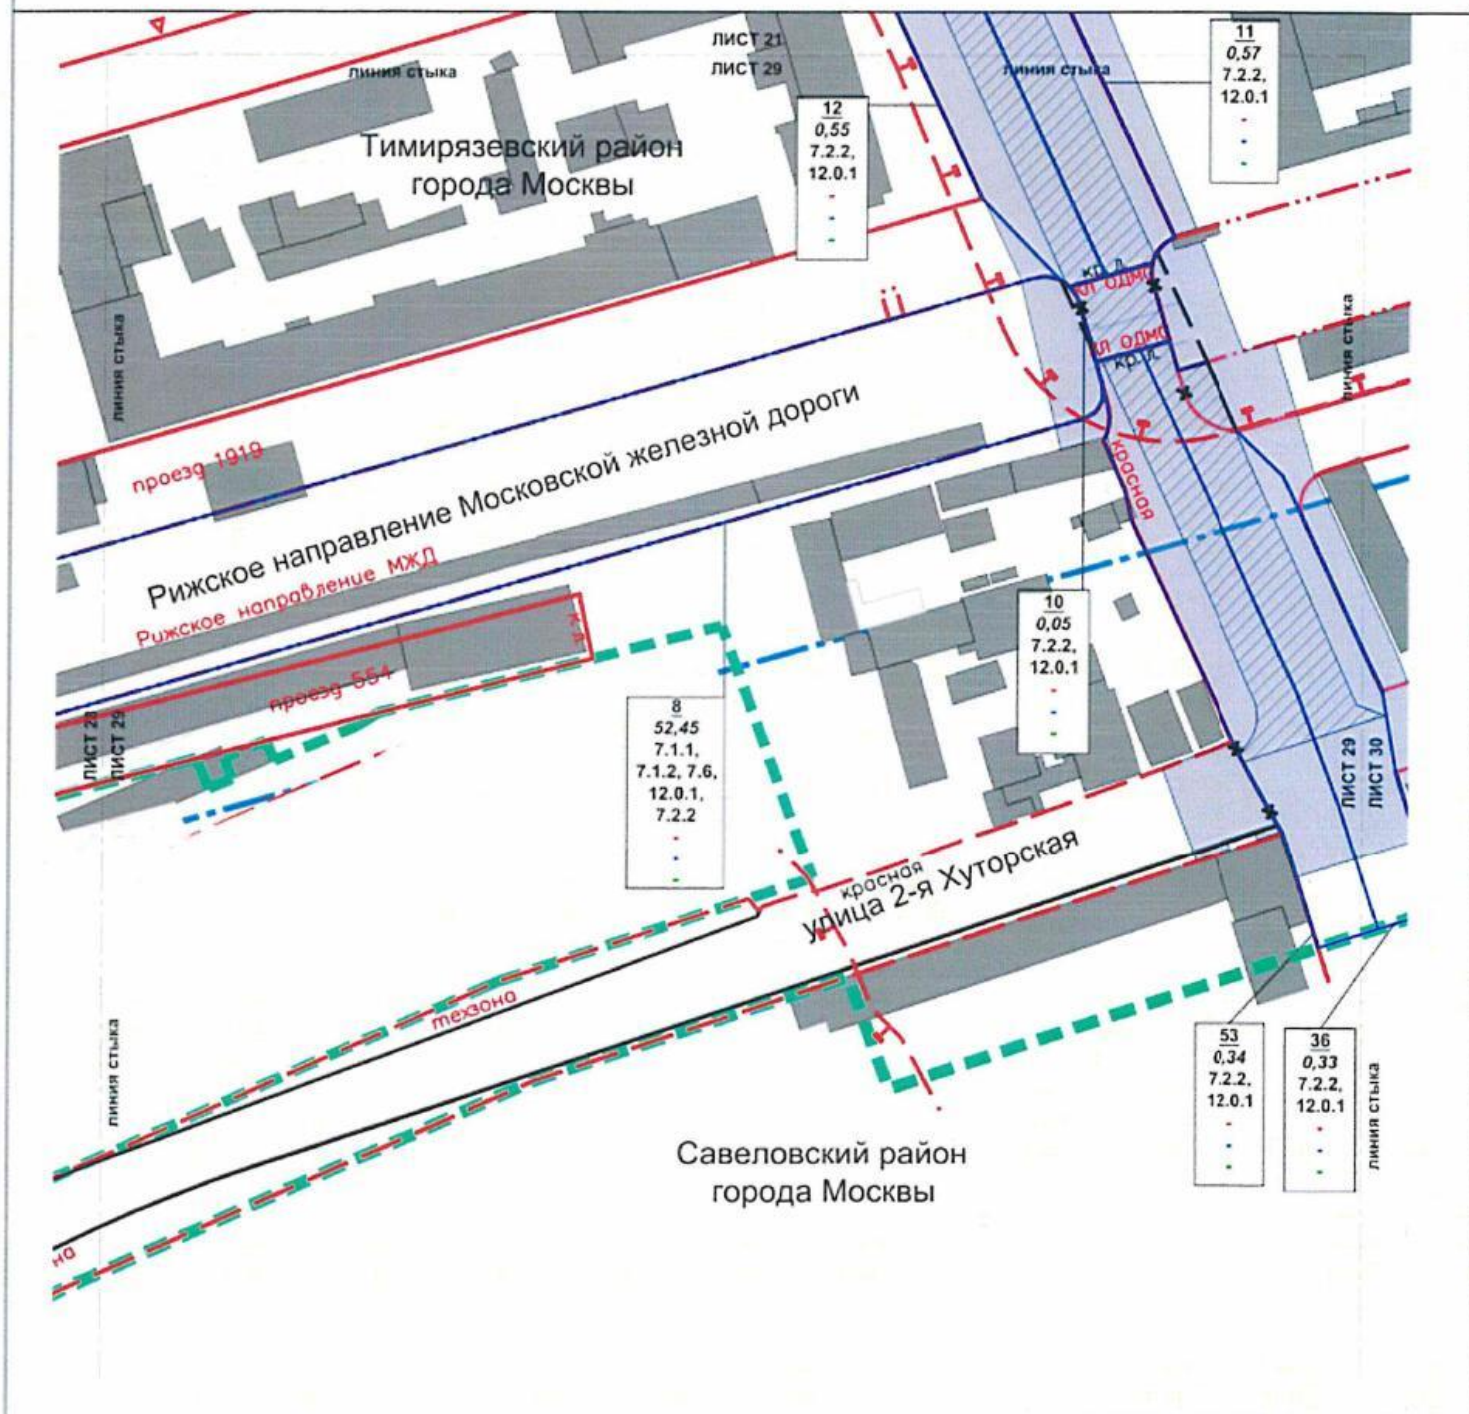 ЛИСТ 21
ЛИСТ 29
линия стыка
линия стыка
11
0,57
7.2.2,
12.0.1
12
0,55
7.2.2,
12.0.1
Тимирязевский район
города Москвы
кр. л.
КЛ ОДМС
КЛ ОДМС
кр. л.
линия стыка
линия стыка
проезд 1919
Рижское направление Московской железной дороги
Рижское направление МЖД
красная
к.л.
проезд 554
10
0,05
7.2.2,
12.0.1
8
52,45
7.1.1,
7.1.2, 7.6,
12.0.1,
7.2.2
ЛИСТ 28
ЛИСТ 29
ЛИСТ 29
ЛИСТ 30
красная
улица 2-я Хуторская
техзона
линия стыка
53
0,34
7.2.2,
12.0.1
36
0,33
7.2.2,
12.0.1
линия стыка
Савеловский район
города Москвы
на